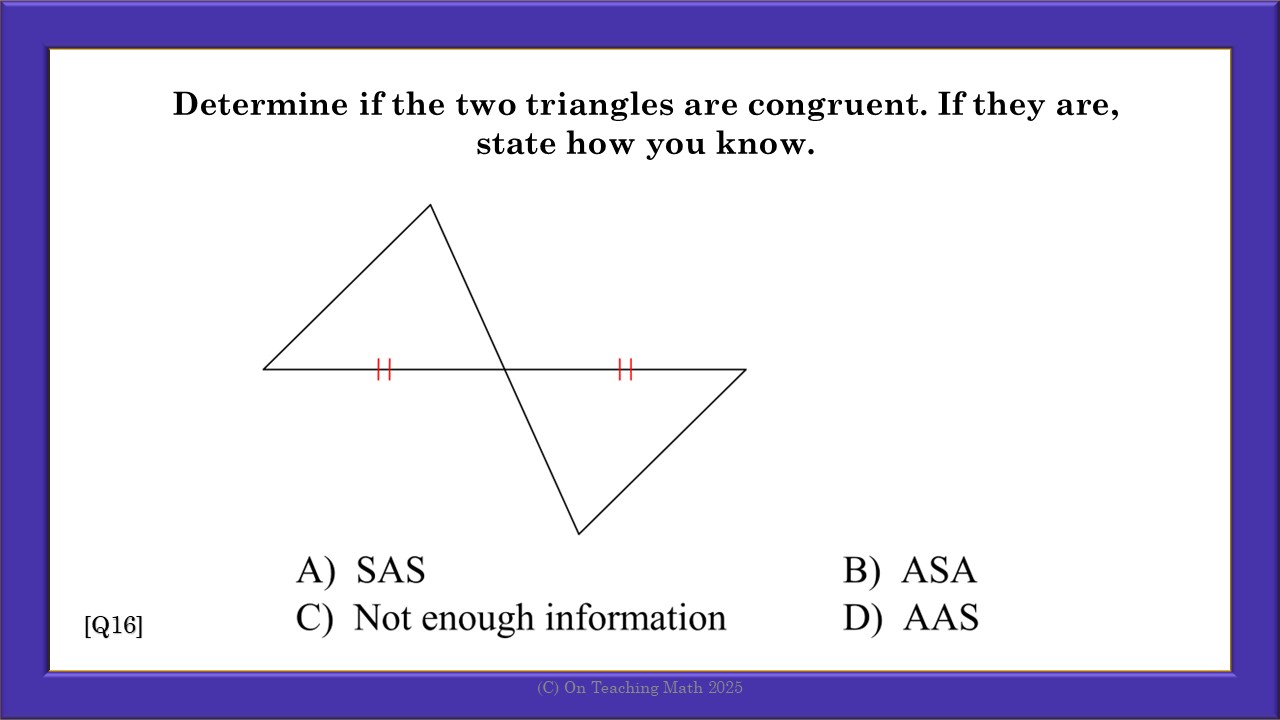 Determine if the two triangles are congruent. If they are,
state how you know.
A) SAS
B) ASA
C) Not enough information
D) AAS
[Q16]
(C) On Teaching Math 2025